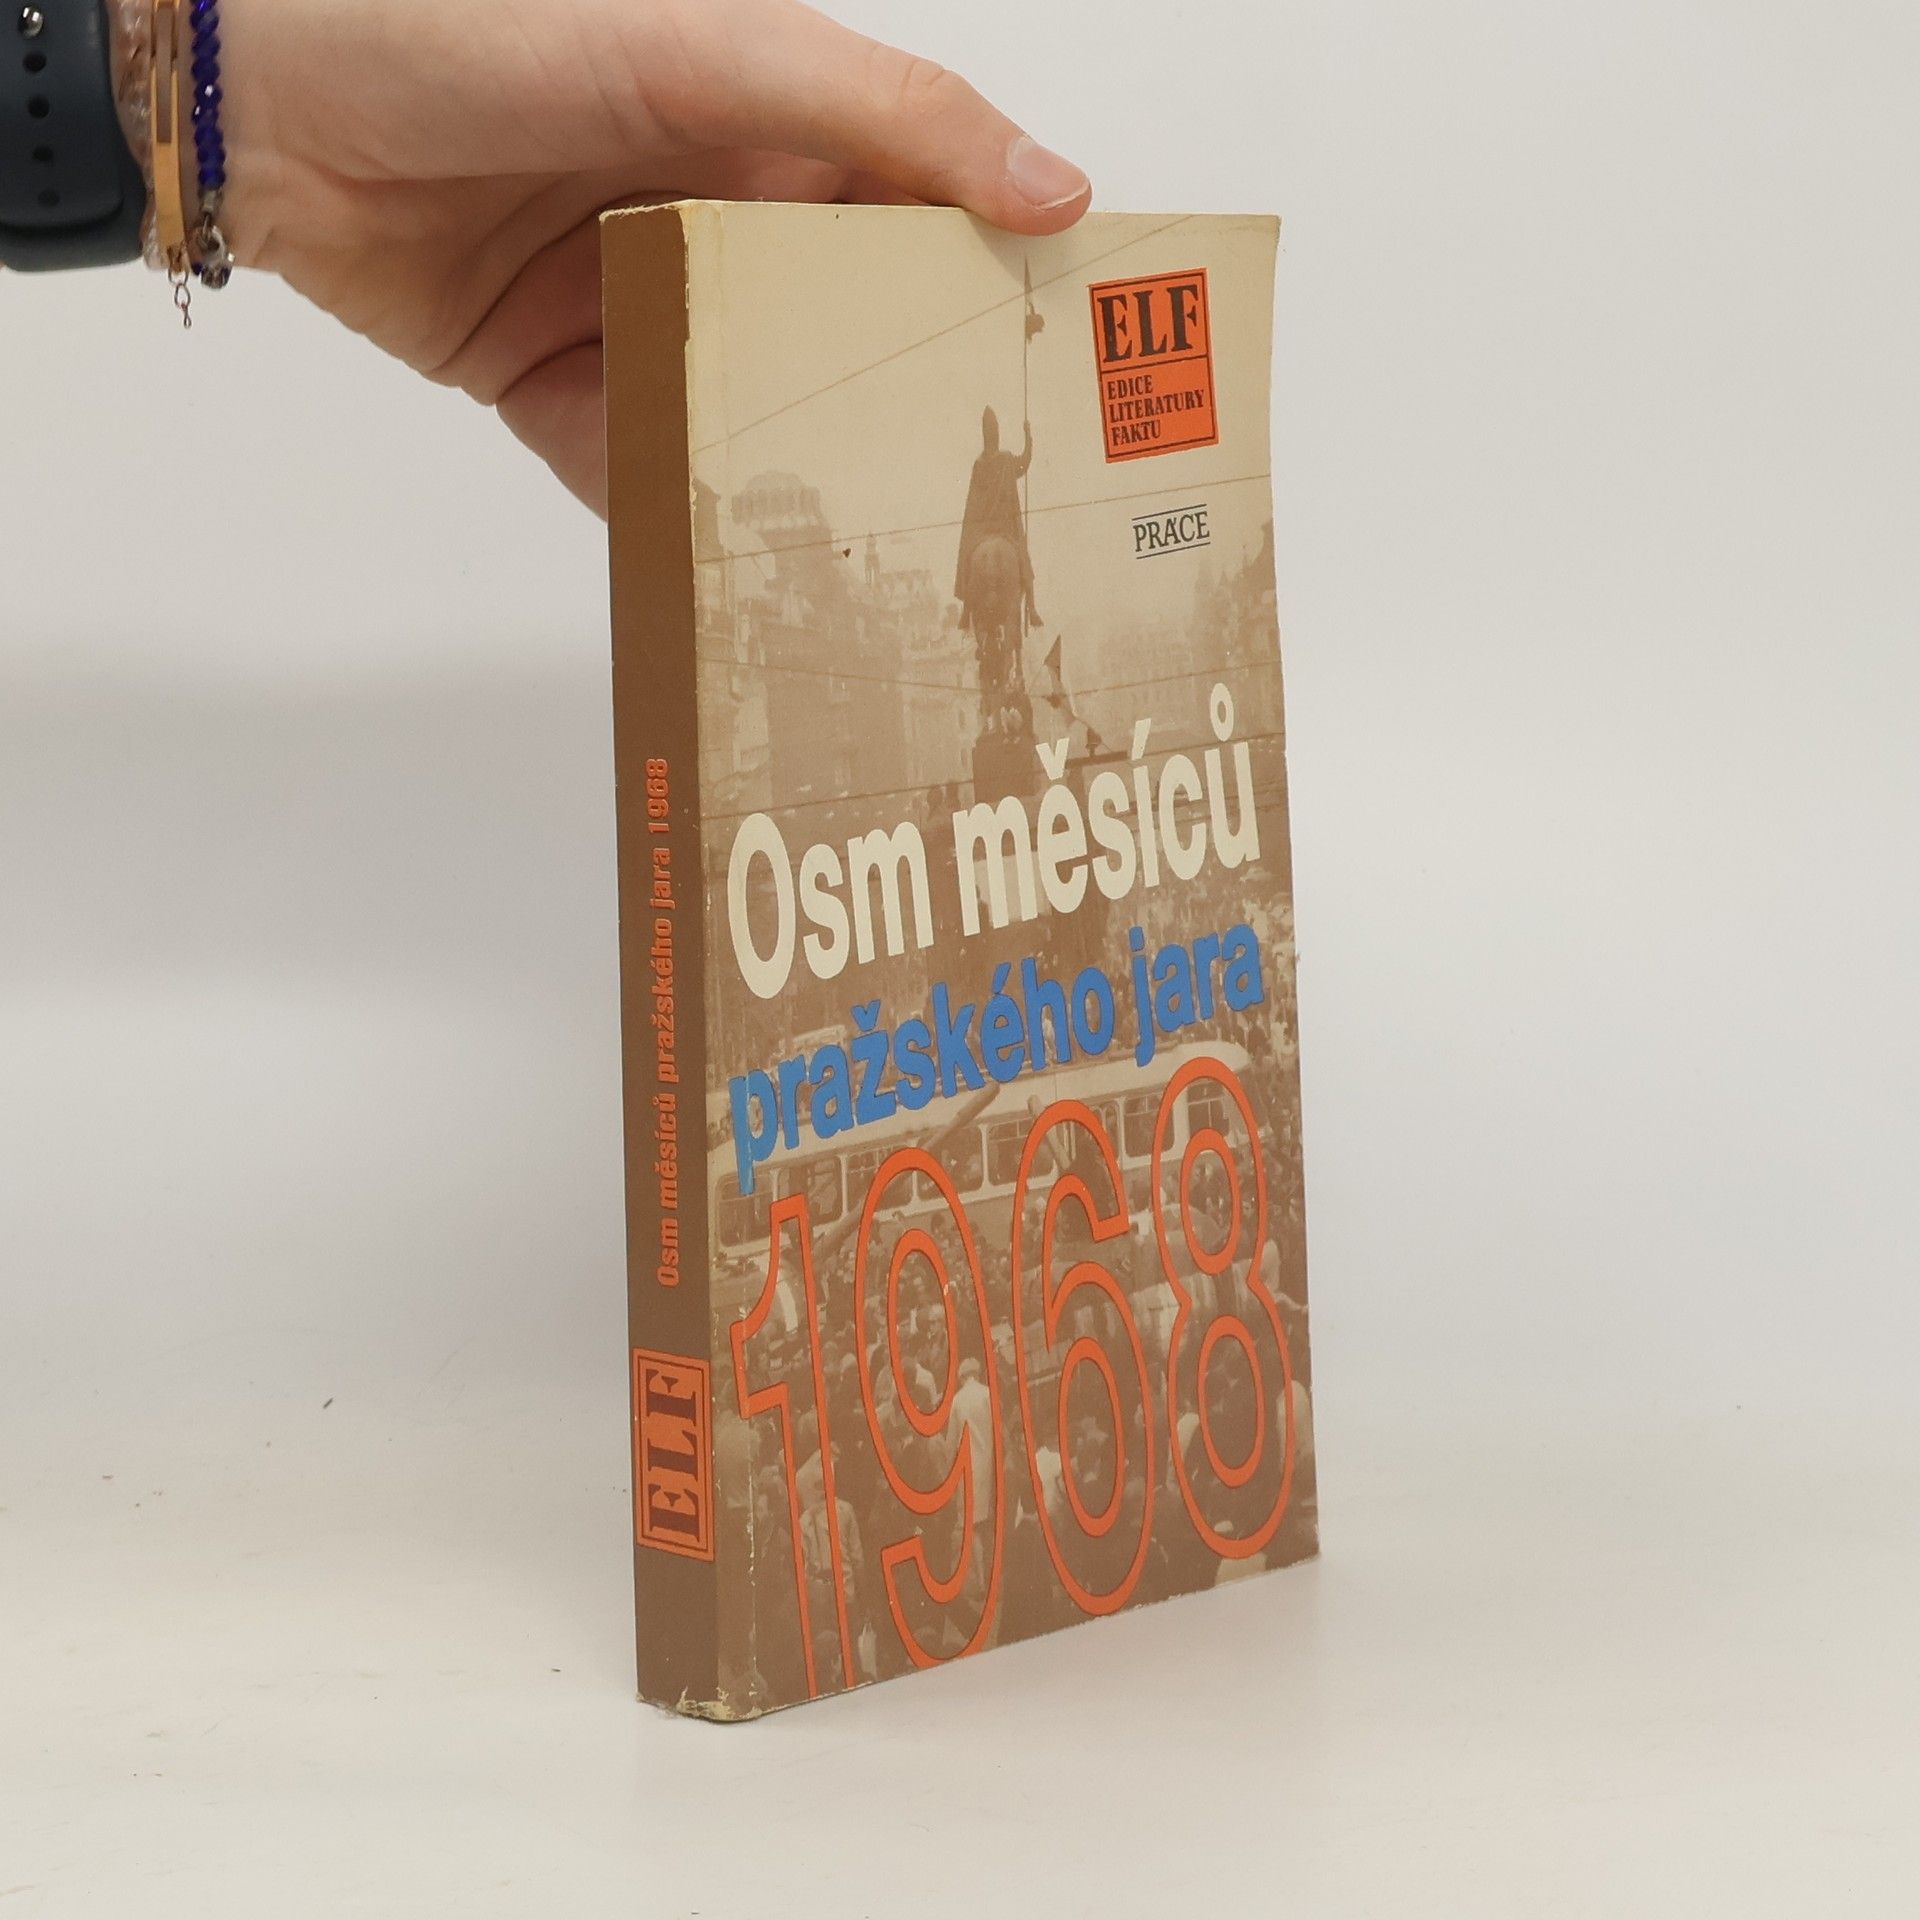 ELF
EDICE
LITERATURY
FAKTU
PRÁCE
Osm měsíců
pražského jara
1968
Osm měsíců pražského jara 1968
ELF